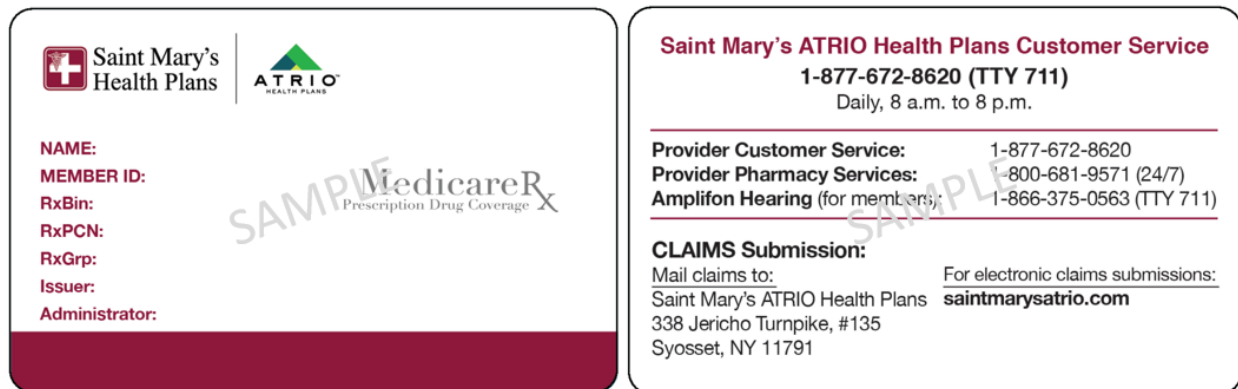 Saint Mary's
Health Plans
ATRIO™
HEALTH PLANS
NAME:
MEMBER ID:
RxBin:
RxPCN:
RxGrp:
Issuer:
Administrator:
MedicareRx
Prescription Drug Coverage
SAMPLE
Saint Mary's ATRIO Health Plans Customer Service
1-877-672-8620 (TTY 711)
Daily, 8 a.m. to 8 p.m.
Provider Customer Service: 1-877-672-8620
Provider Pharmacy Services: 1-800-681-9571 (24/7)
Amplifon Hearing (for members): 1-866-375-0563 (TTY 711)
SAMPLE
CLAIMS Submission:
Mail claims to:
Saint Mary's ATRIO Health Plans
338 Jericho Turnpike, #135
Syosset, NY 11791
For electronic claims submissions:
saintmarysatrio.com